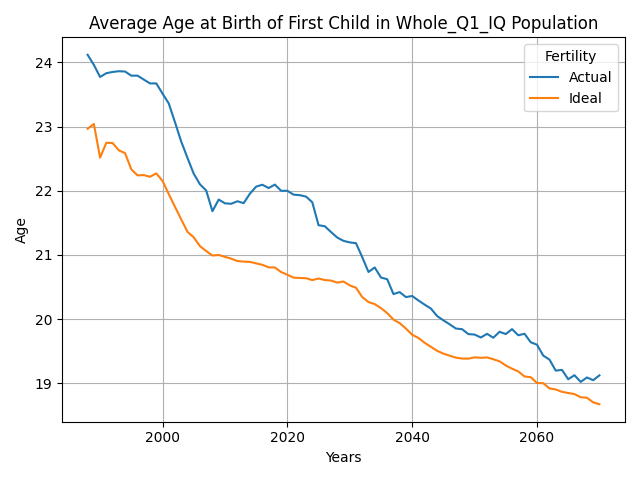 Average Age at Birth of First Child in Whole_Q1_IQ Population
Fertility
Actual
Ideal
Age
24
23
22
21
20
19
2000
2020
2040
2060
Years